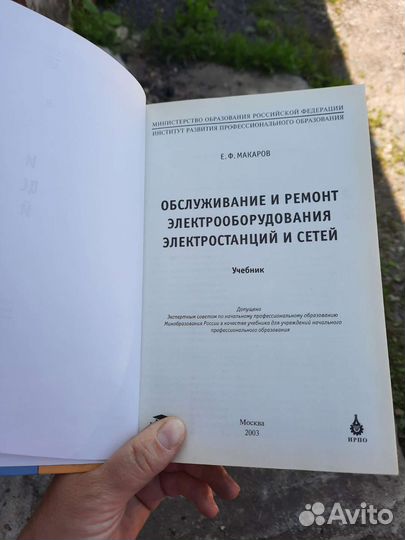 МИНИСТЕРСТВО ОБРАЗОВАНИЯ РОССИЙСКОЙ ФЕДЕРАЦИИ
ИНСТИТУТ РАЗВИТИЯ ПРОФЕССИОНАЛЬНОГО ОБРАЗОВАНИЯ
Е. Ф. МАКАРОВ
ОБСЛУЖИВАНИЕ И РЕМОНТ
ЭЛЕКТРООБОРУДОВАНИЯ
ЭЛЕКТРОСТАНЦИЙ И СЕТЕЙ
Учебник
Допущено
Экспертным советом по начальному профессиональному образованию
Минобразования России в качестве учебника для учреждений начального
профессионального образования
Москва
2003
ИРПО
Avito